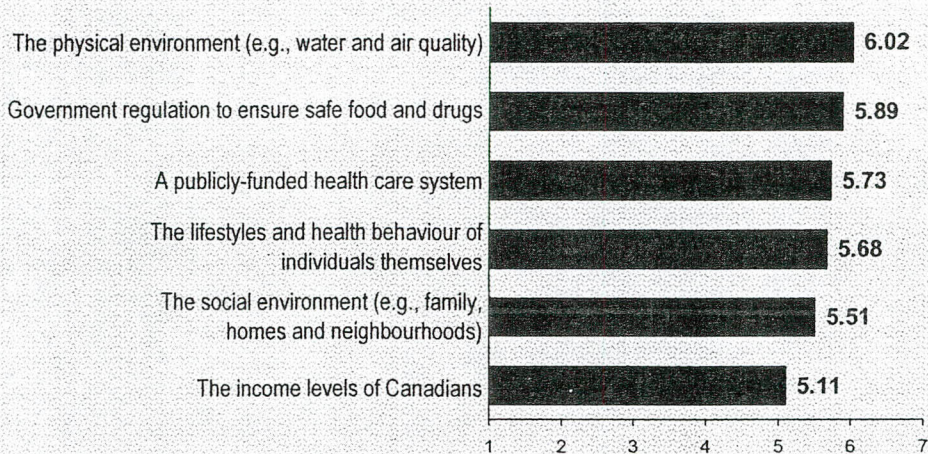 The physical environment (e.g., water and air quality) 6.02
Government regulation to ensure safe food and drugs 5.89
A publicly-funded health care system 5.73
The lifestyles and health behaviour of
individuals themselves 5.68
The social environment (e.g., family,
homes and neighbourhoods) 5.51
The income levels of Canadians 5.11
1 2 3 4 5 6 7